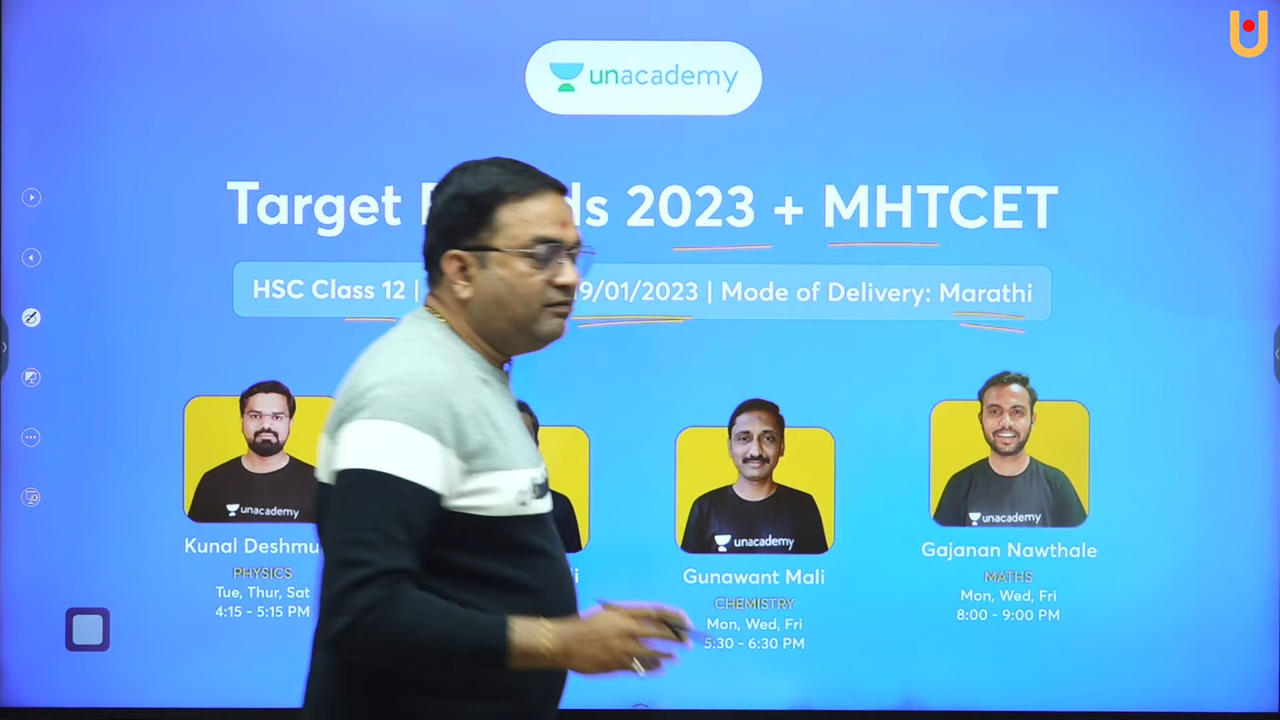 unacademy
Target ds 2023 + MHTCET
HSC Class 12 | 9/01/2023 | Mode of Delivery: Marathi
unacademy
unacademy
unacademy
Kunal
PHYSICS
Tue, Thur, Sat
4:15 - 5:15 PM
Gunawant Mali
CHEMISTRY
Mon, Wed, Fri
5:30 - 6:30 PM
Gajanan Nawthale
MATHS
Mon, Wed, Fri
8:00 - 9:00 PM